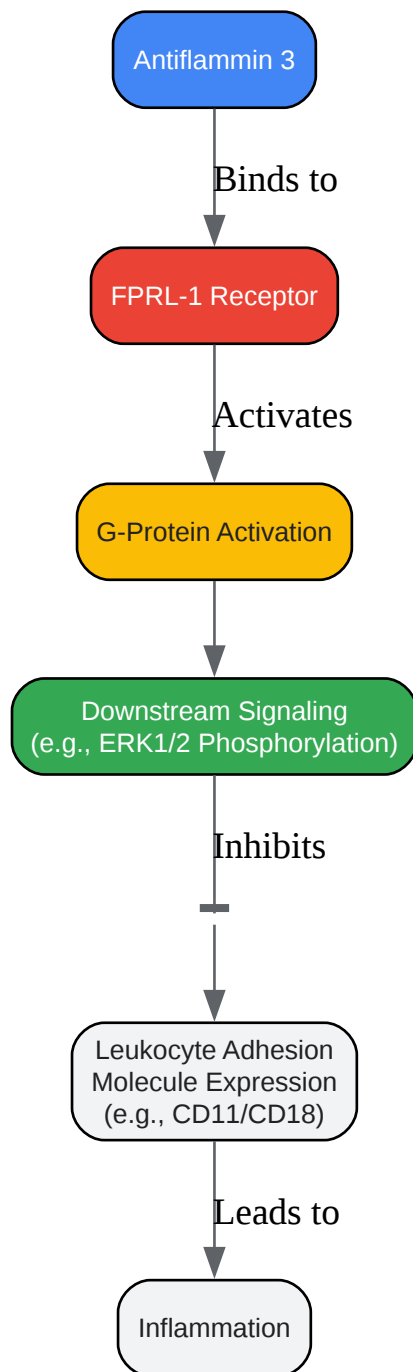 Antiflammin 3
Binds to
FPRL-1 Receptor
Activates
G-Protein Activation
Downstream Signaling
(e.g., ERK1/2 Phosphorylation)
Inhibits
Leukocyte Adhesion
Molecule Expression
(e.g., CD11/CD18)
Leads to
Inflammation